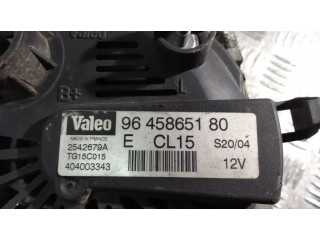 B+
L
Valeo 96 458651 80
MADE IN FRANCE
E CL15
2542679A
S20/04
TG15C015
12V
404003343